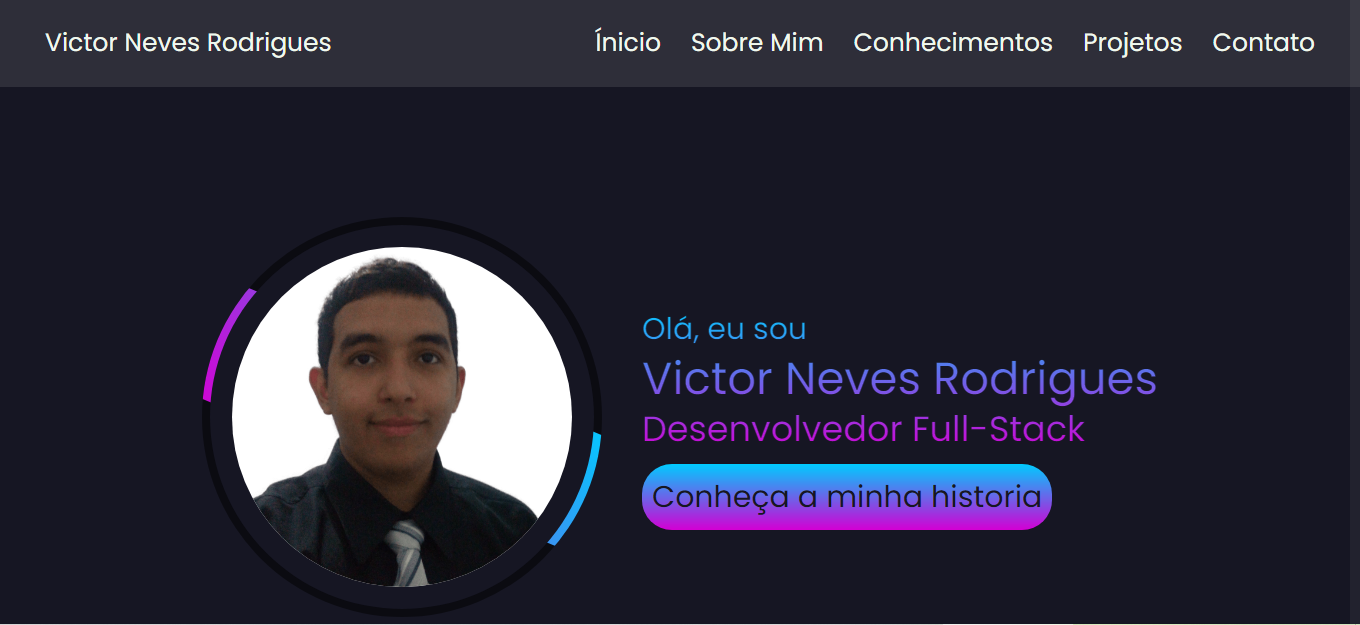 Victor Neves Rodrigues
Ínicio Sobre Mim Conhecimentos Projetos Contato
Olá, eu sou
Victor Neves Rodrigues
Desenvolvedor Full-Stack
Conheça a minha historia